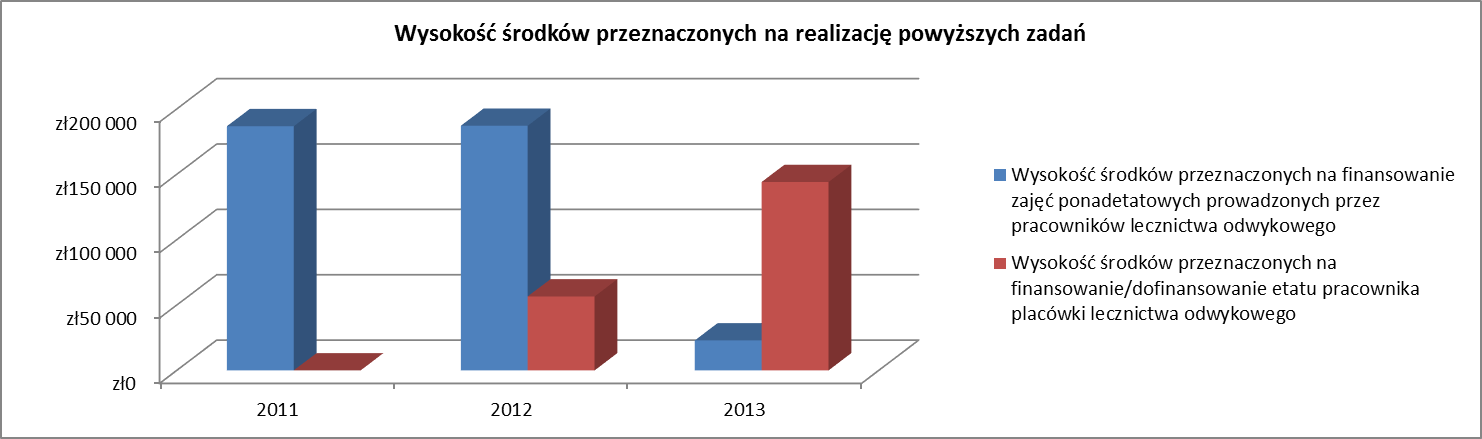 Wysokość środków przeznaczonych na realizację powyższych zadań
zł200 000
zł150 000
zł100 000
zł50 000
zł0
2011
2012
2013
Wysokość środków przeznaczonych na finansowanie
zajęć ponadetatowych prowadzonych przez
pracowników lecznictwa odwykowego
Wysokość środków przeznaczonych na
finansowanie/dofinansowanie etatu pracownika
placówki lecznictwa odwykowego